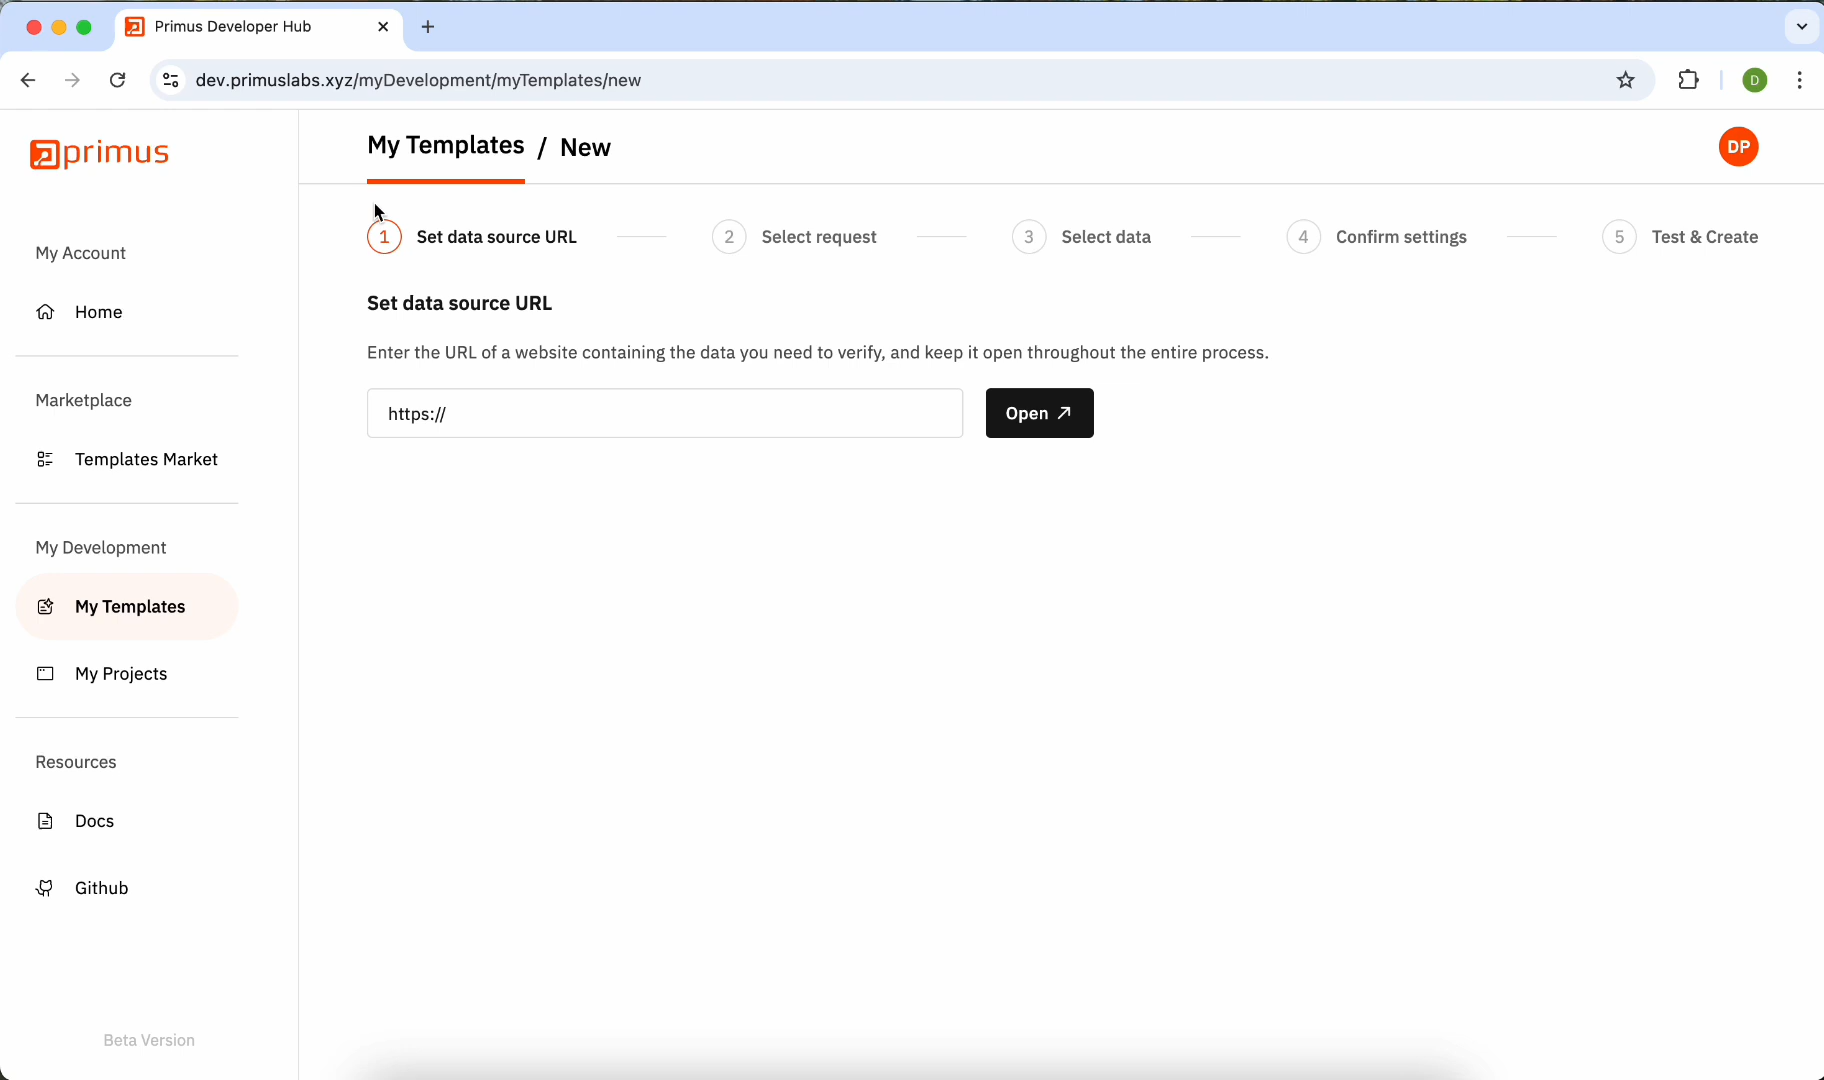 Primus Developer Hub
dev.primuslabs.xyz/myDevelopment/myTemplates/new
D
primus
My Templates / New
DP
1 Set data source URL
2 Select request
3 Select data
4 Confirm settings
5 Test & Create
My Account
Home
Marketplace
Templates Market
My Development
My Templates
My Projects
Resources
Docs
Github
Beta Version
Set data source URL
Enter the URL of a website containing the data you need to verify, and keep it open throughout the entire process.
https://
Open